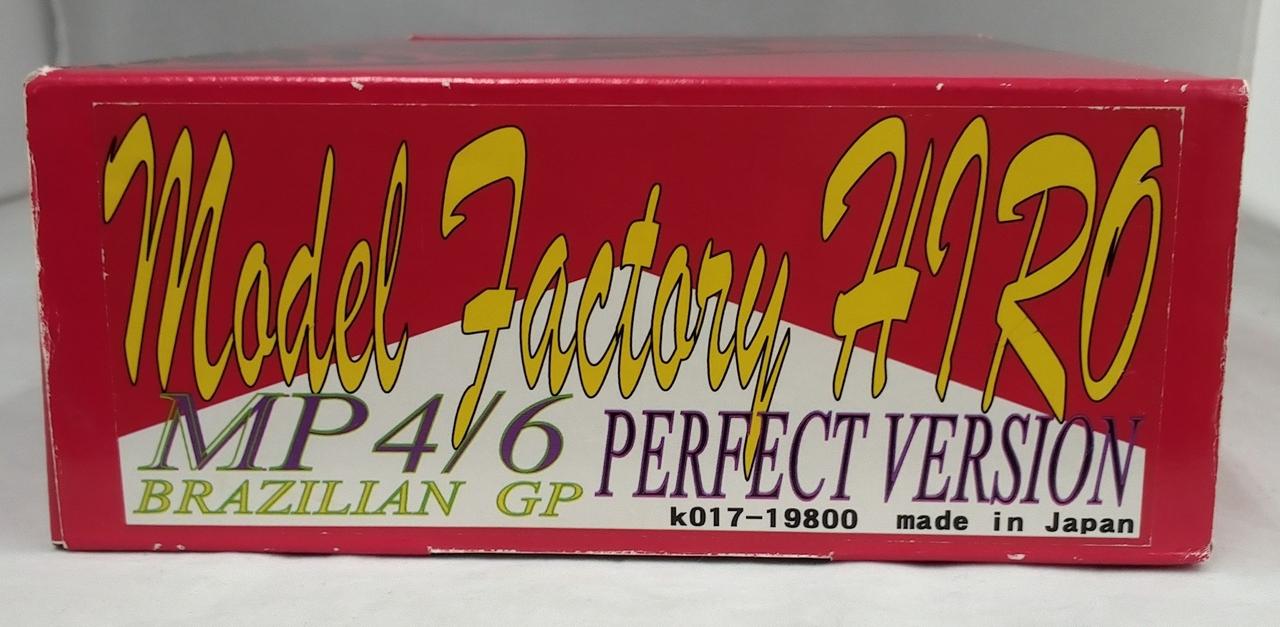 Model Factory HIRO
MP4/6 PERFECT VERSION
BRAZILIAN GP
k017-19800 made in Japan